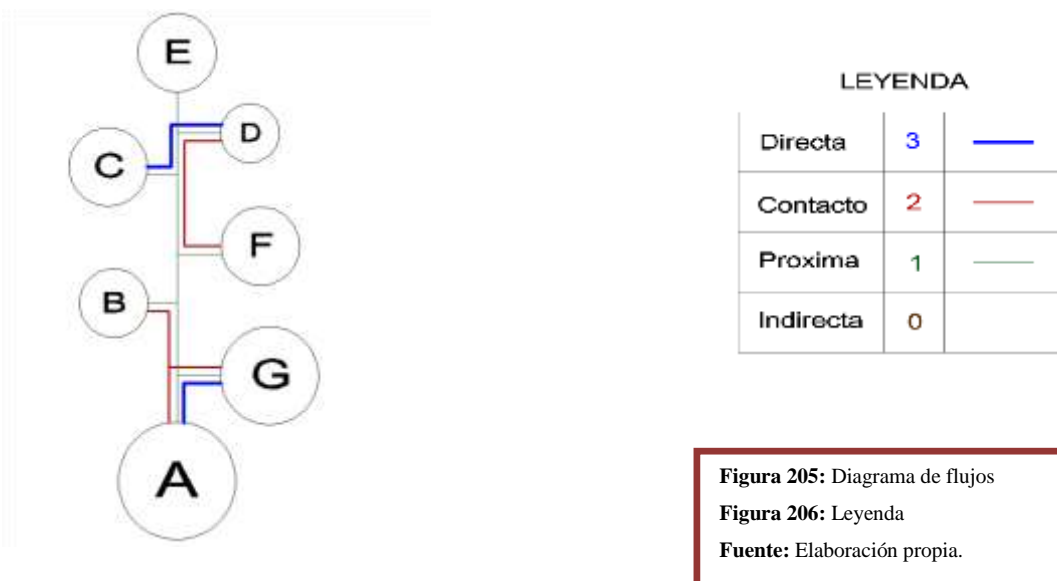 E
D
C
F
B
G
A
LEYENDA
Directa 3
Contacto 2
Proxima 1
Indirecta 0
Figura 205: Diagrama de flujos
Figura 206: Leyenda
Fuente: Elaboración propia.